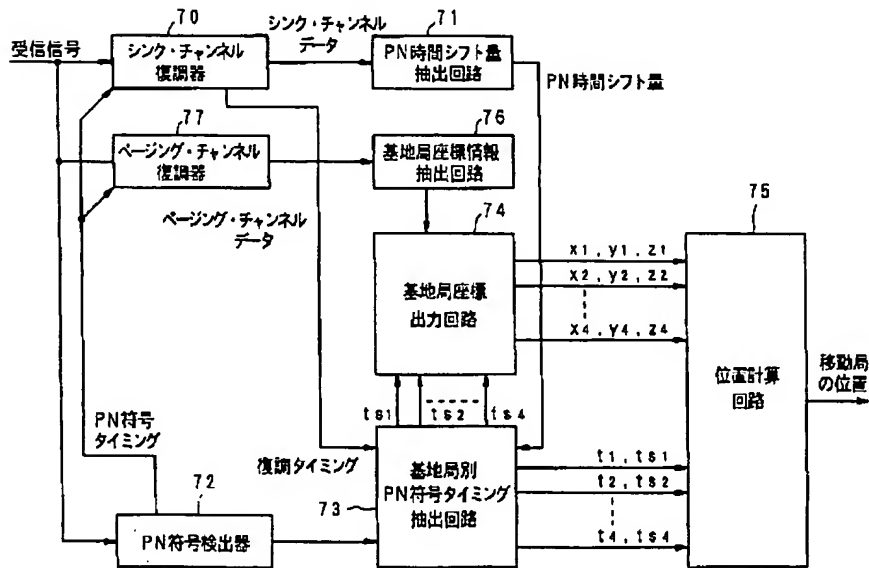 受信信号
70
シンク・チャンネル
復調器
シンク・チャンネル
データ
71
PN時間シフト量
抽出回路
PN時間シフト量
77
ページング・チャンネル
復調器
ページング・チャンネル
データ
76
基地局座標情報
抽出回路
74
基地局座標
出力回路
x1, y1, z1
x2, y2, z2
x4, y4, z4
75
位置計算
回路
移動局
の位置
ts1
ts2
ts4
PN符号
タイミング
復調タイミング
72
PN符号検出器
73
基地局別
PN符号タイミング
抽出回路
t1, ts1
t2, ts2
t4, ts4